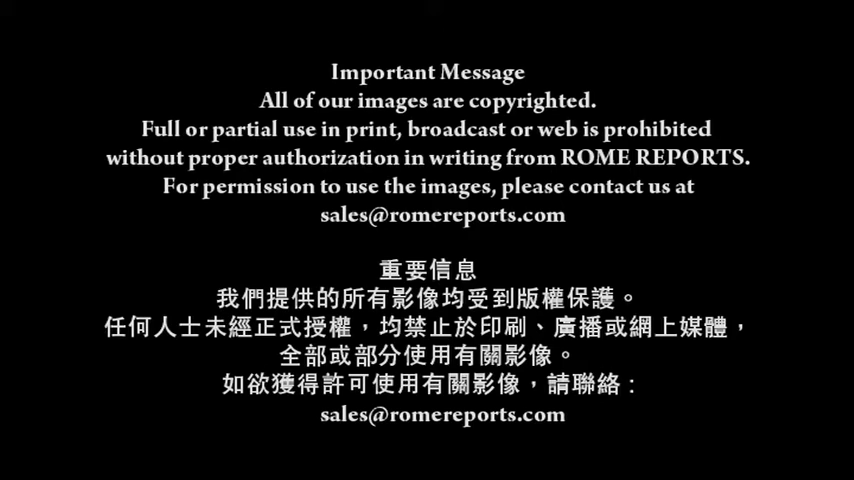 Important Message
All of our images are copyrighted.
Full or partial use in print, broadcast or web is prohibited
without proper authorization in writing from ROME REPORTS.
For permission to use the images, please contact us at
sales@romereports.com
重要信息
我們提供的所有影像均受到版權保護。
任何人士未經正式授權，均禁止於印刷、廣播或網上媒體，
全部或部分使用有關影像。
如欲獲得許可使用有關影像，請聯絡：
sales@romereports.com